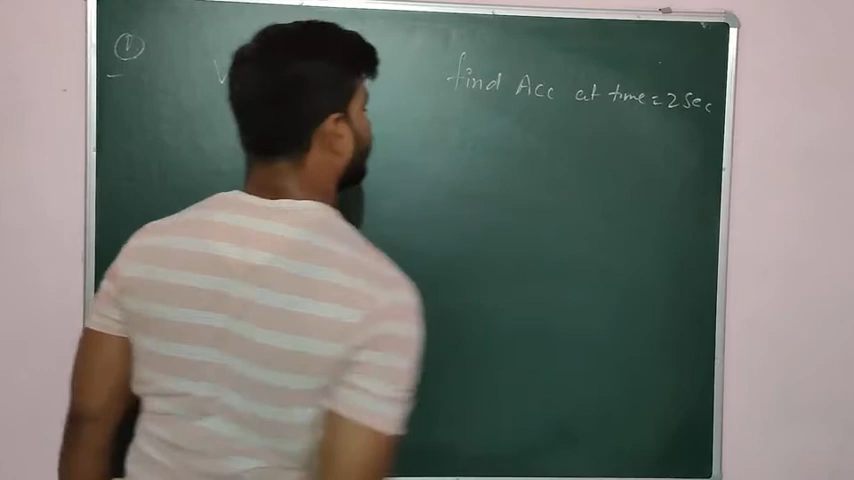 ①
V
find Acc at time = 2 Sec